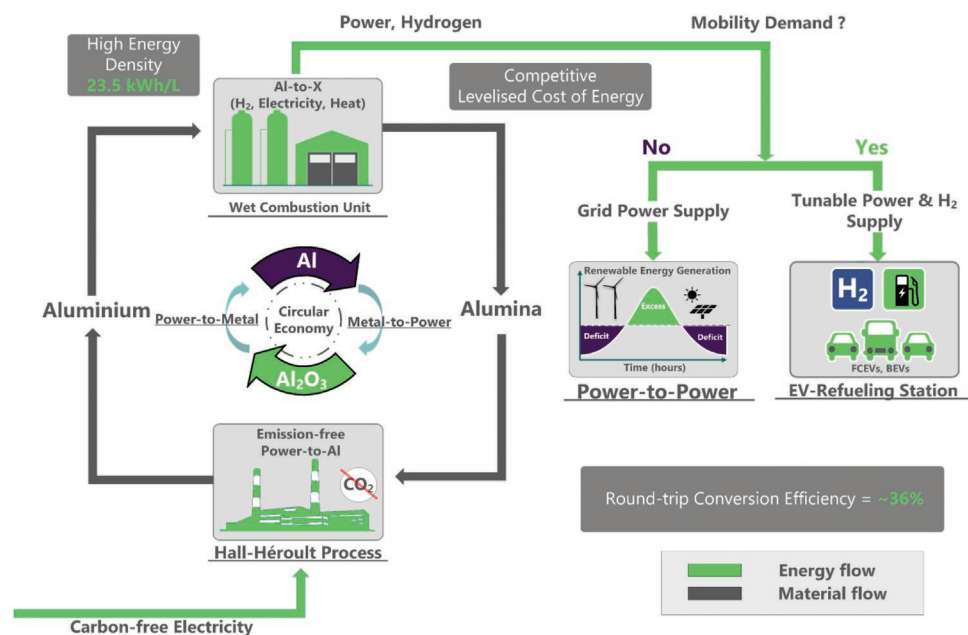 Power, Hydrogen
Mobility Demand ?
High Energy
Density
23.5 kWh/L
Al-to-X
(H₂, Electricity, Heat)
Wet Combustion Unit
Competitive
Levelised Cost of Energy
No
Yes
Grid Power Supply
Tunable Power & H₂
Supply
Renewable Energy Generation
Excess
Deficit
Deficit
Time (hours)
Power-to-Power
H₂
FCEVs, BEVs
EV-Refueling Station
Aluminium
Alumina
Al
Power-to-Metal
Circular
Economy
Metal-to-Power
Al₂O₃
Emission-free
Power-to-Al
CO₂
Hall-Héroult Process
Carbon-free Electricity
Round-trip Conversion Efficiency = ~36%
Energy flow
Material flow